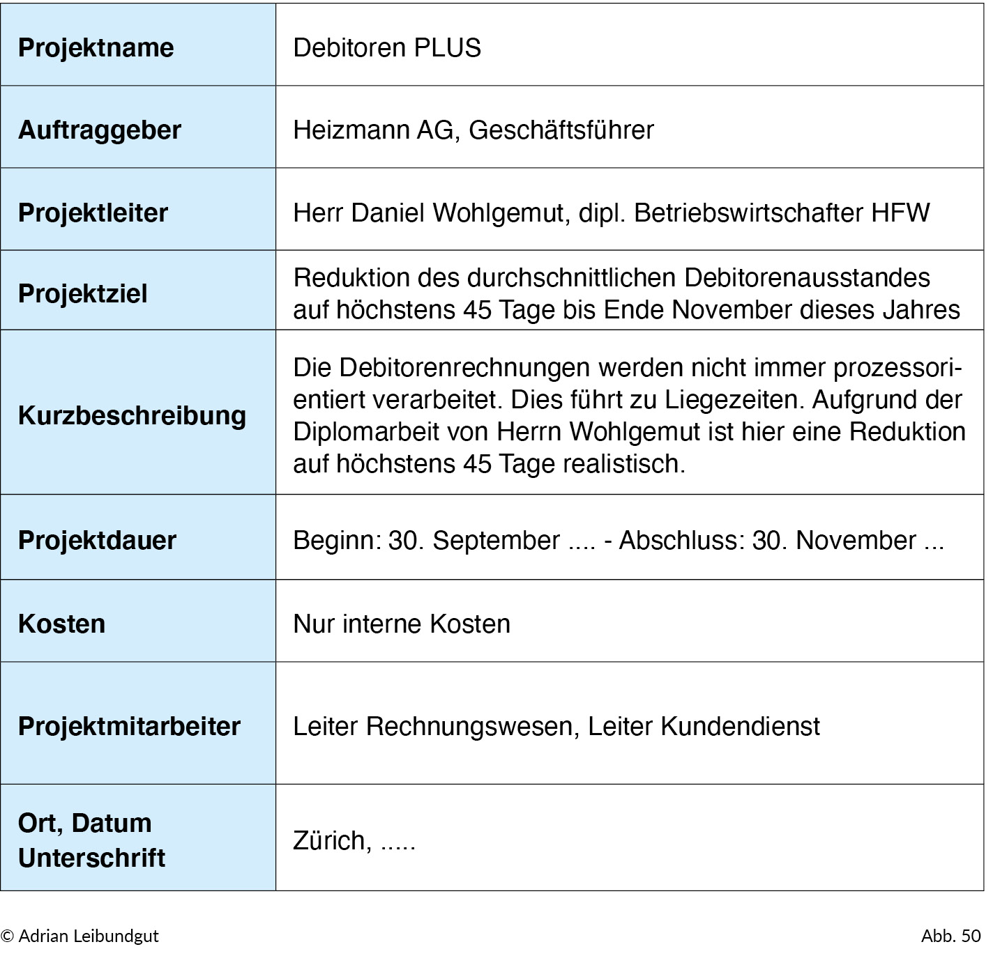 Projektname
Debitoren PLUS
Auftraggeber
Heizmann AG, Geschäftsführer
Projektleiter
Herr Daniel Wohlgemut, dipl. Betriebswirtschafter HFW
Projektziel
Reduktion des durchschnittlichen Debitorenausstandes
auf höchstens 45 Tage bis Ende November dieses Jahres
Kurzbeschreibung
Die Debitorenrechnungen werden nicht immer prozessori-
entiert verarbeitet. Dies führt zu Liegezeiten. Aufgrund der
Diplomarbeit von Herrn Wohlgemut ist hier eine Reduktion
auf höchstens 45 Tage realistisch.
Projektdauer
Beginn: 30. September .... - Abschluss: 30. November ...
Kosten
Nur interne Kosten
Projektmitarbeiter
Leiter Rechnungswesen, Leiter Kundendienst
Ort, Datum
Unterschrift
Zürich, .....
© Adrian Leibundgut
Abb. 50